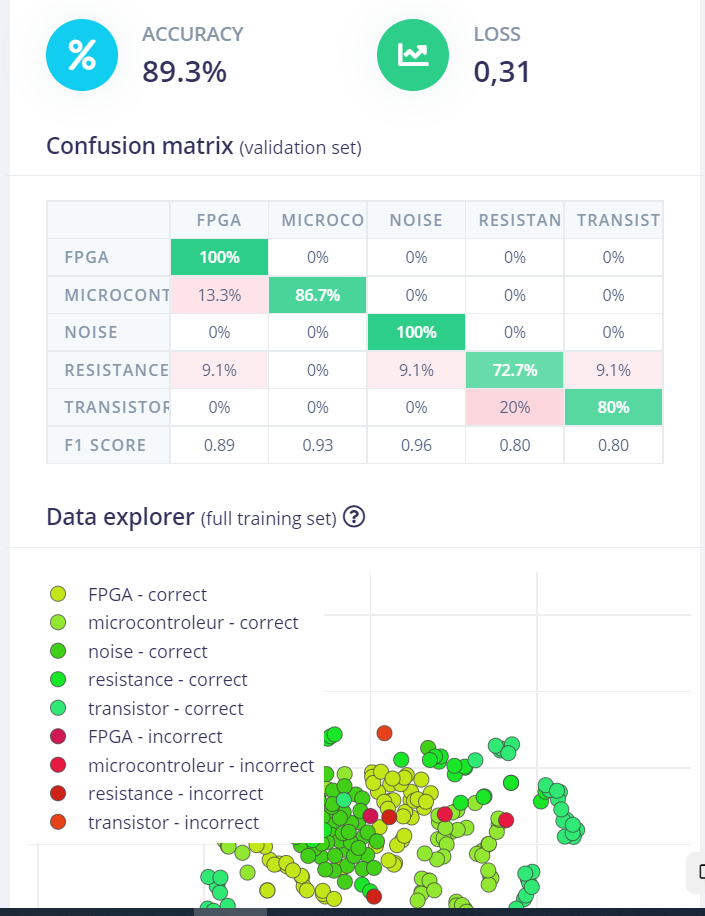 ACCURACY
89.3%
LOSS
0,31
Confusion matrix (validation set)
FPGA MICROCO NOISE RESISTAN TRANSIST
FPGA 100% 0% 0% 0% 0%
MICROCONT 13.3% 86.7% 0% 0% 0%
NOISE 0% 0% 100% 0% 0%
RESISTANCE 9.1% 0% 9.1% 72.7% 9.1%
TRANSISTOR 0% 0% 0% 20% 80%
F1 SCORE 0.89 0.93 0.96 0.80 0.80
Data explorer (full training set) ?
FPGA - correct
microcontroleur - correct
noise - correct
resistance - correct
transistor - correct
FPGA - incorrect
microcontroleur - incorrect
resistance - incorrect
transistor - incorrect